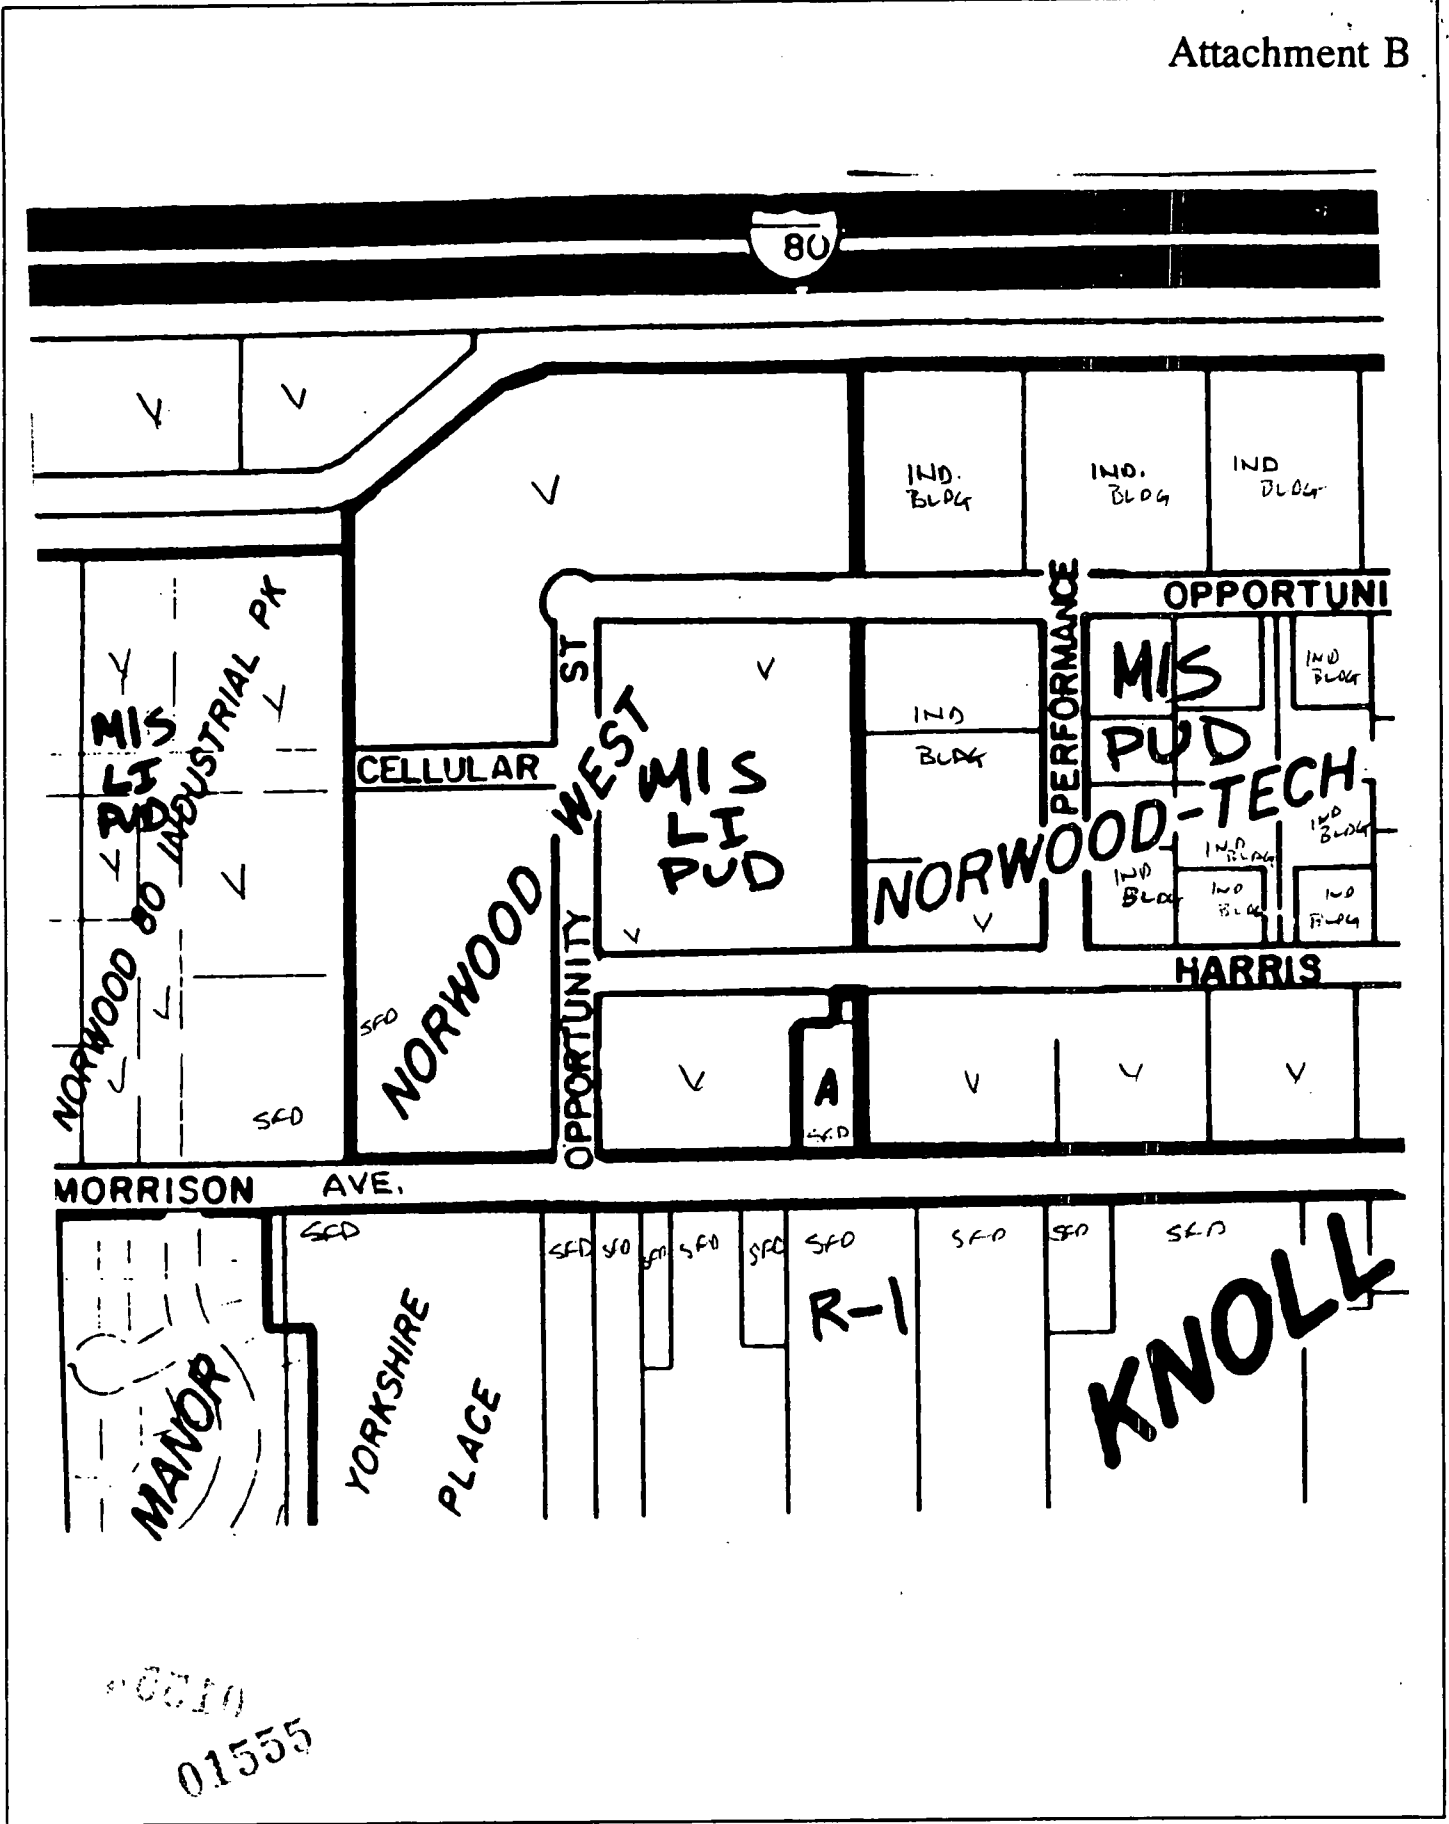 Attachment B
80
V
V
V
IND.
BLDG
IND.
BLDG
IND
BLDG
OPPORTUNI
PERFORMANCE
ST
V
V
V
MIS
LI
PUD
NORWOOD 80 INDUSTRIAL PK
V
V
V
V
SFD
CELLULAR
NORWOOD WEST
OPPORTUNITY
MIS
LI
PUD
V
IND
BLDG
MIS
PUD
IND
BLDG
NORWOOD-TECH
IND
BLDG
IND
BLDG
IND
BLDG
IND
BLDG
IND
BLDG
V
HARRIS
SFD
V
A
SFD
V
V
V
MORRISON AVE.
SFD
SFD
SFD
SFD
SFD
SFD
SFD
SFD
SFD
SFD
R-1
KNOLL
MANOR
YORKSHIRE
PLACE
01555